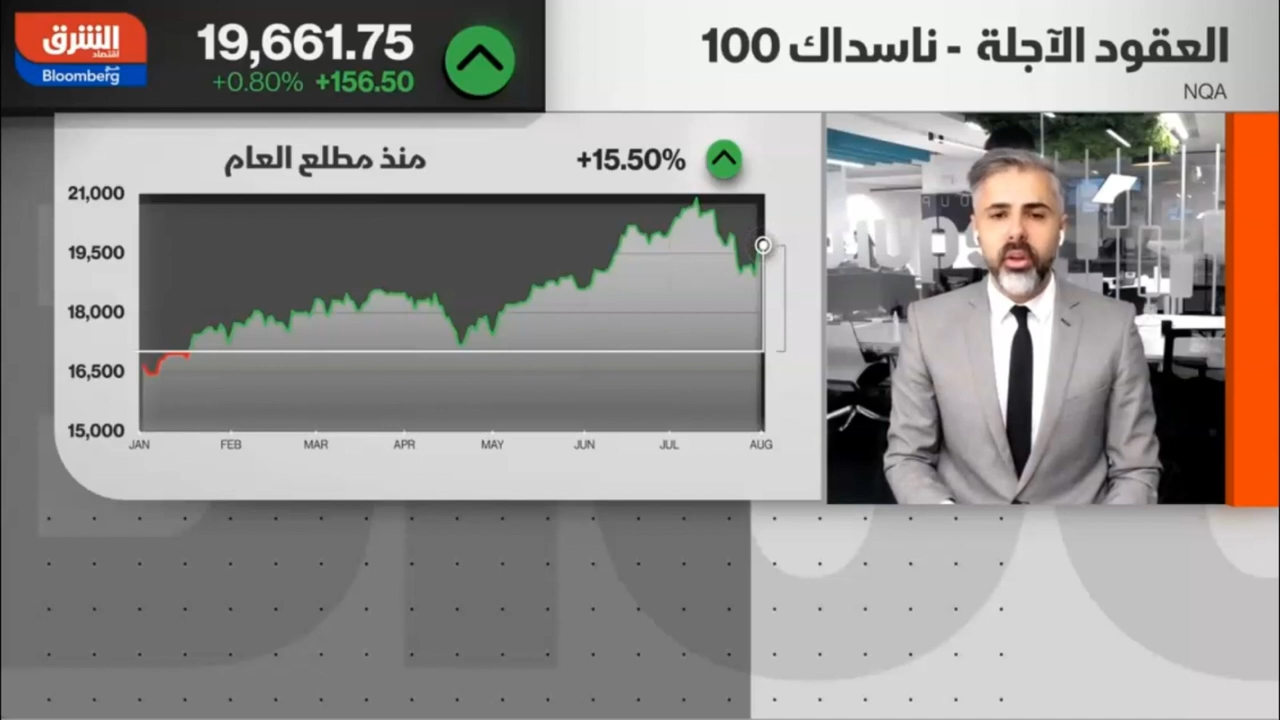 الشرق
اقتصاد
مع
Bloomberg
19,661.75
+0.80% +156.50
العقود الآجلة - ناسداك 100
NQA
منذ مطلع العام
+15.50%
21,000
19,500
18,000
16,500
15,000
JAN FEB MAR APR MAY JUN JUL AUG